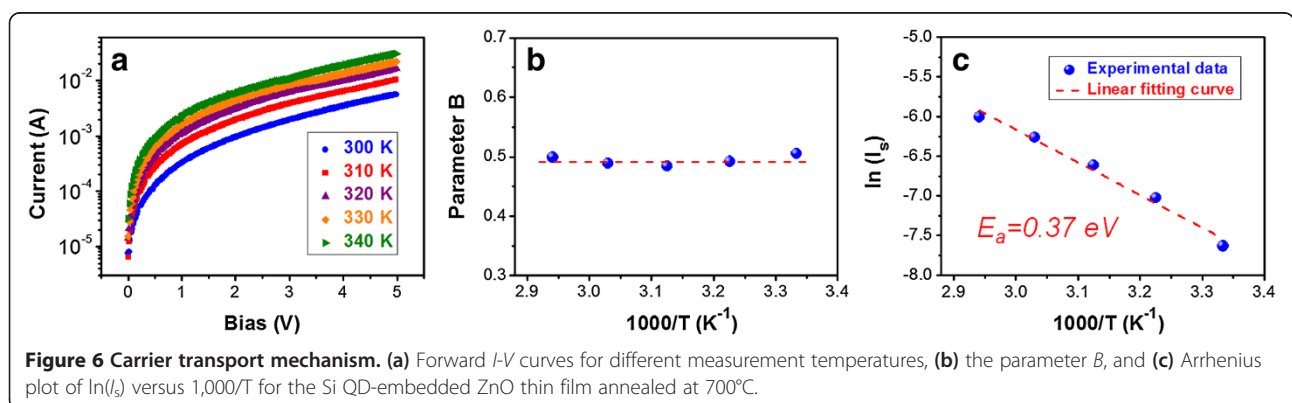 a
Current (A)
10⁻²
10⁻³
10⁻⁴
10⁻⁵
300 K
310 K
320 K
330 K
340 K
0 1 2 3 4 5
Bias (V)
b
Parameter B
0.7
0.6
0.5
0.4
0.3
2.9 3.0 3.1 3.2 3.3 3.4
1000/T (K⁻¹)
c
ln (Iₛ)
-5.0
-5.5
-6.0
-6.5
-7.0
-7.5
-8.0
Experimental data
Linear fitting curve
Eₐ=0.37 eV
2.9 3.0 3.1 3.2 3.3 3.4
1000/T (K⁻¹)
Figure 6 Carrier transport mechanism. (a) Forward I-V curves for different measurement temperatures, (b) the parameter B, and (c) Arrhenius
plot of ln(Iₛ) versus 1,000/T for the Si QD-embedded ZnO thin film annealed at 700°C.